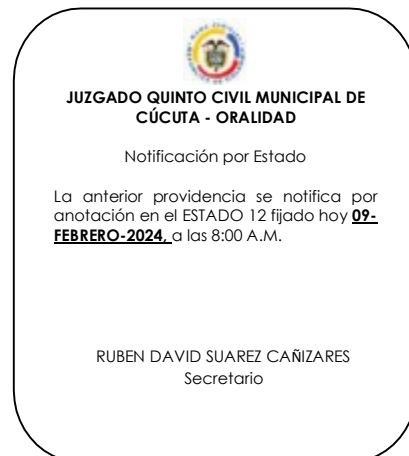 JUZGADO QUINTO CIVIL MUNICIPAL DE
CÚCUTA - ORALIDAD
Notificación por Estado
La anterior providencia se notifica por
anotación en el ESTADO 12 fijado hoy 09-
FEBRERO-2024, a las 8:00 A.M.
RUBEN DAVID SUAREZ CAÑIZARES
Secretario